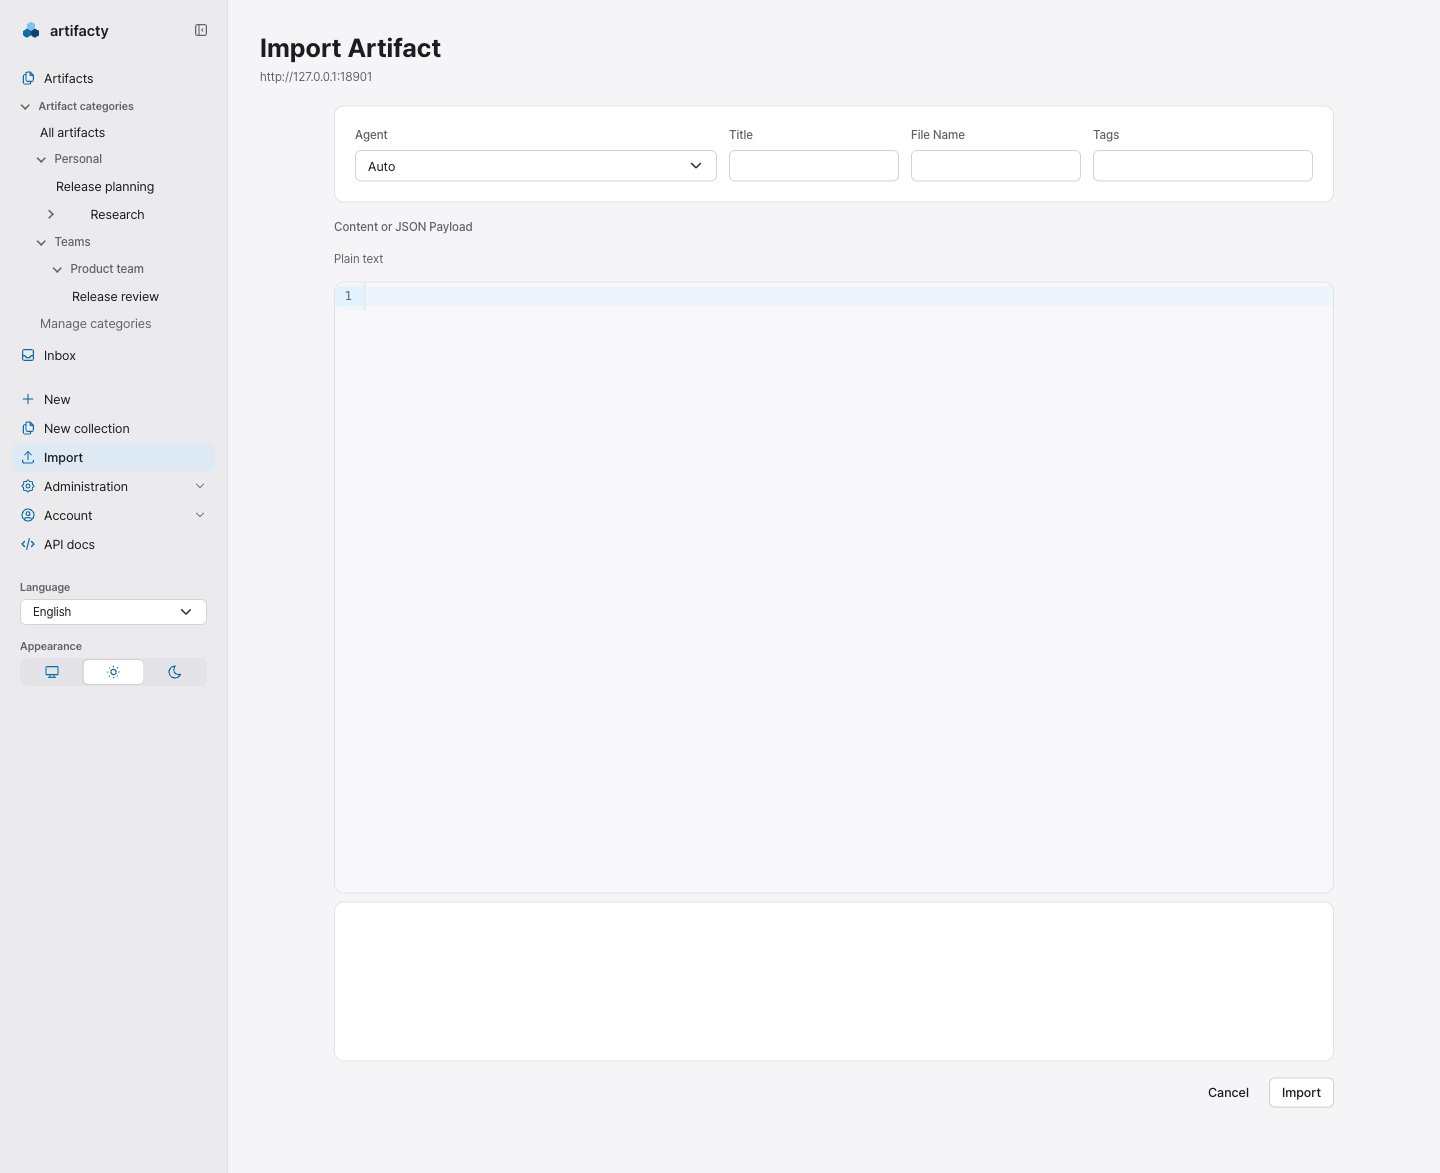 artifacty
Artifacts
Artifact categories
All artifacts
Personal
Release planning
Research
Teams
Product team
Release review
Manage categories
Inbox
New
New collection
Import
Administration
Account
API docs
Language
English
Appearance
Import Artifact
http://127.0.0.1:18901
Agent
Title
File Name
Tags
Auto
Content or JSON Payload
Plain text
1
Cancel
Import